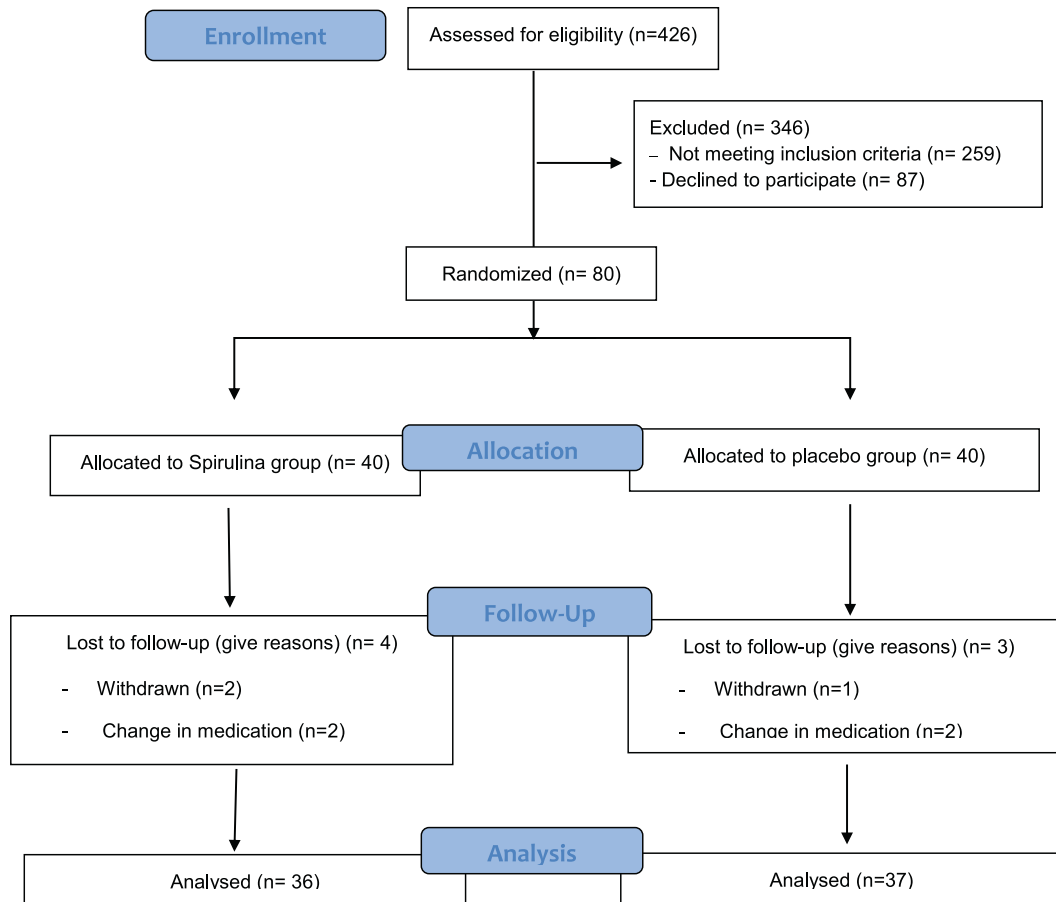 Enrollment
Assessed for eligibility (n=426)
Excluded (n= 346)
– Not meeting inclusion criteria (n= 259)
- Declined to participate (n= 87)
Randomized (n= 80)
Allocation
Allocated to Spirulina group (n= 40)
Allocated to placebo group (n= 40)
Follow-Up
Lost to follow-up (give reasons) (n= 4)
- Withdrawn (n=2)
- Change in medication (n=2)
Lost to follow-up (give reasons) (n= 3)
- Withdrawn (n=1)
- Change in medication (n=2)
Analysis
Analysed (n= 36)
Analysed (n=37)